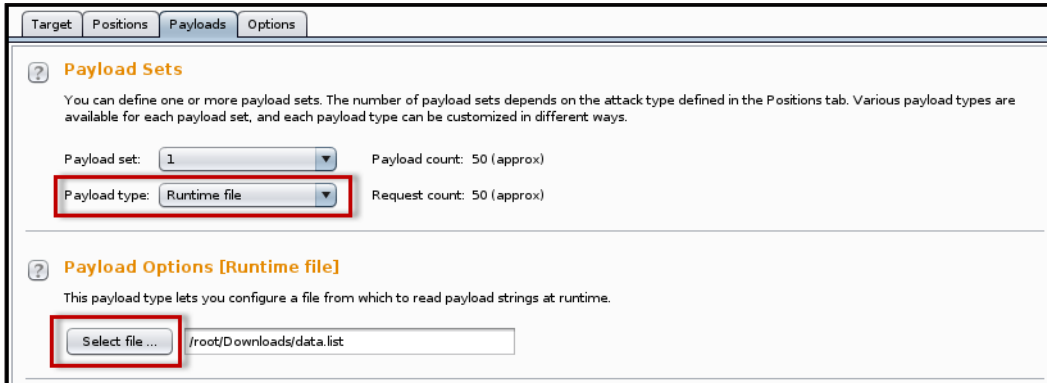 Target Positions Payloads Options
? Payload Sets
You can define one or more payload sets. The number of payload sets depends on the attack type defined in the Positions tab. Various payload types are
available for each payload set, and each payload type can be customized in different ways.
Payload set: 1 Payload count: 50 (approx)
Payload type: Runtime file Request count: 50 (approx)
? Payload Options [Runtime file]
This payload type lets you configure a file from which to read payload strings at runtime.
Select file ... /root/Downloads/data.list